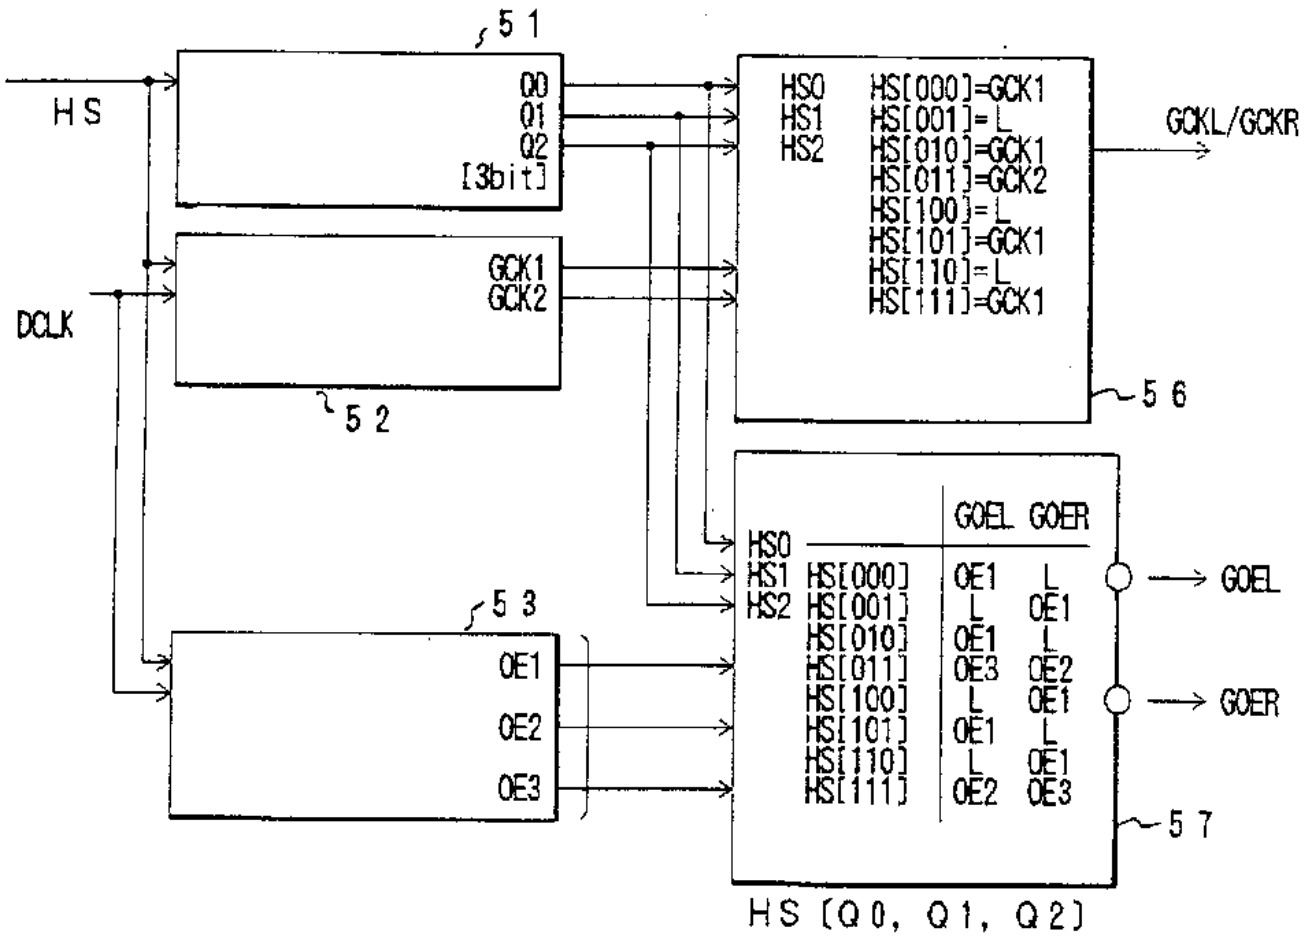 51
HS
Q0
Q1
Q2
[3bit]
HS0 HS[000]=GCK1
HS1 HS[001]=L
HS2 HS[010]=GCK1
HS[011]=GCK2
HS[100]=L
HS[101]=GCK1
HS[110]=L
HS[111]=GCK1
GCKL/GCKR
GCK1
GCK2
DCLK
52
56
GOEL GOER
HS0
HS1 HS[000] OE1 L
HS2 HS[001] L OE1
HS[010] OE1 L
HS[011] OE3 OE2
HS[100] L OE1
HS[101] OE1 L
HS[110] L OE1
HS[111] OE2 OE3
GOEL
GOER
53
OE1
OE2
OE3
57
HS [Q0, Q1, Q2]